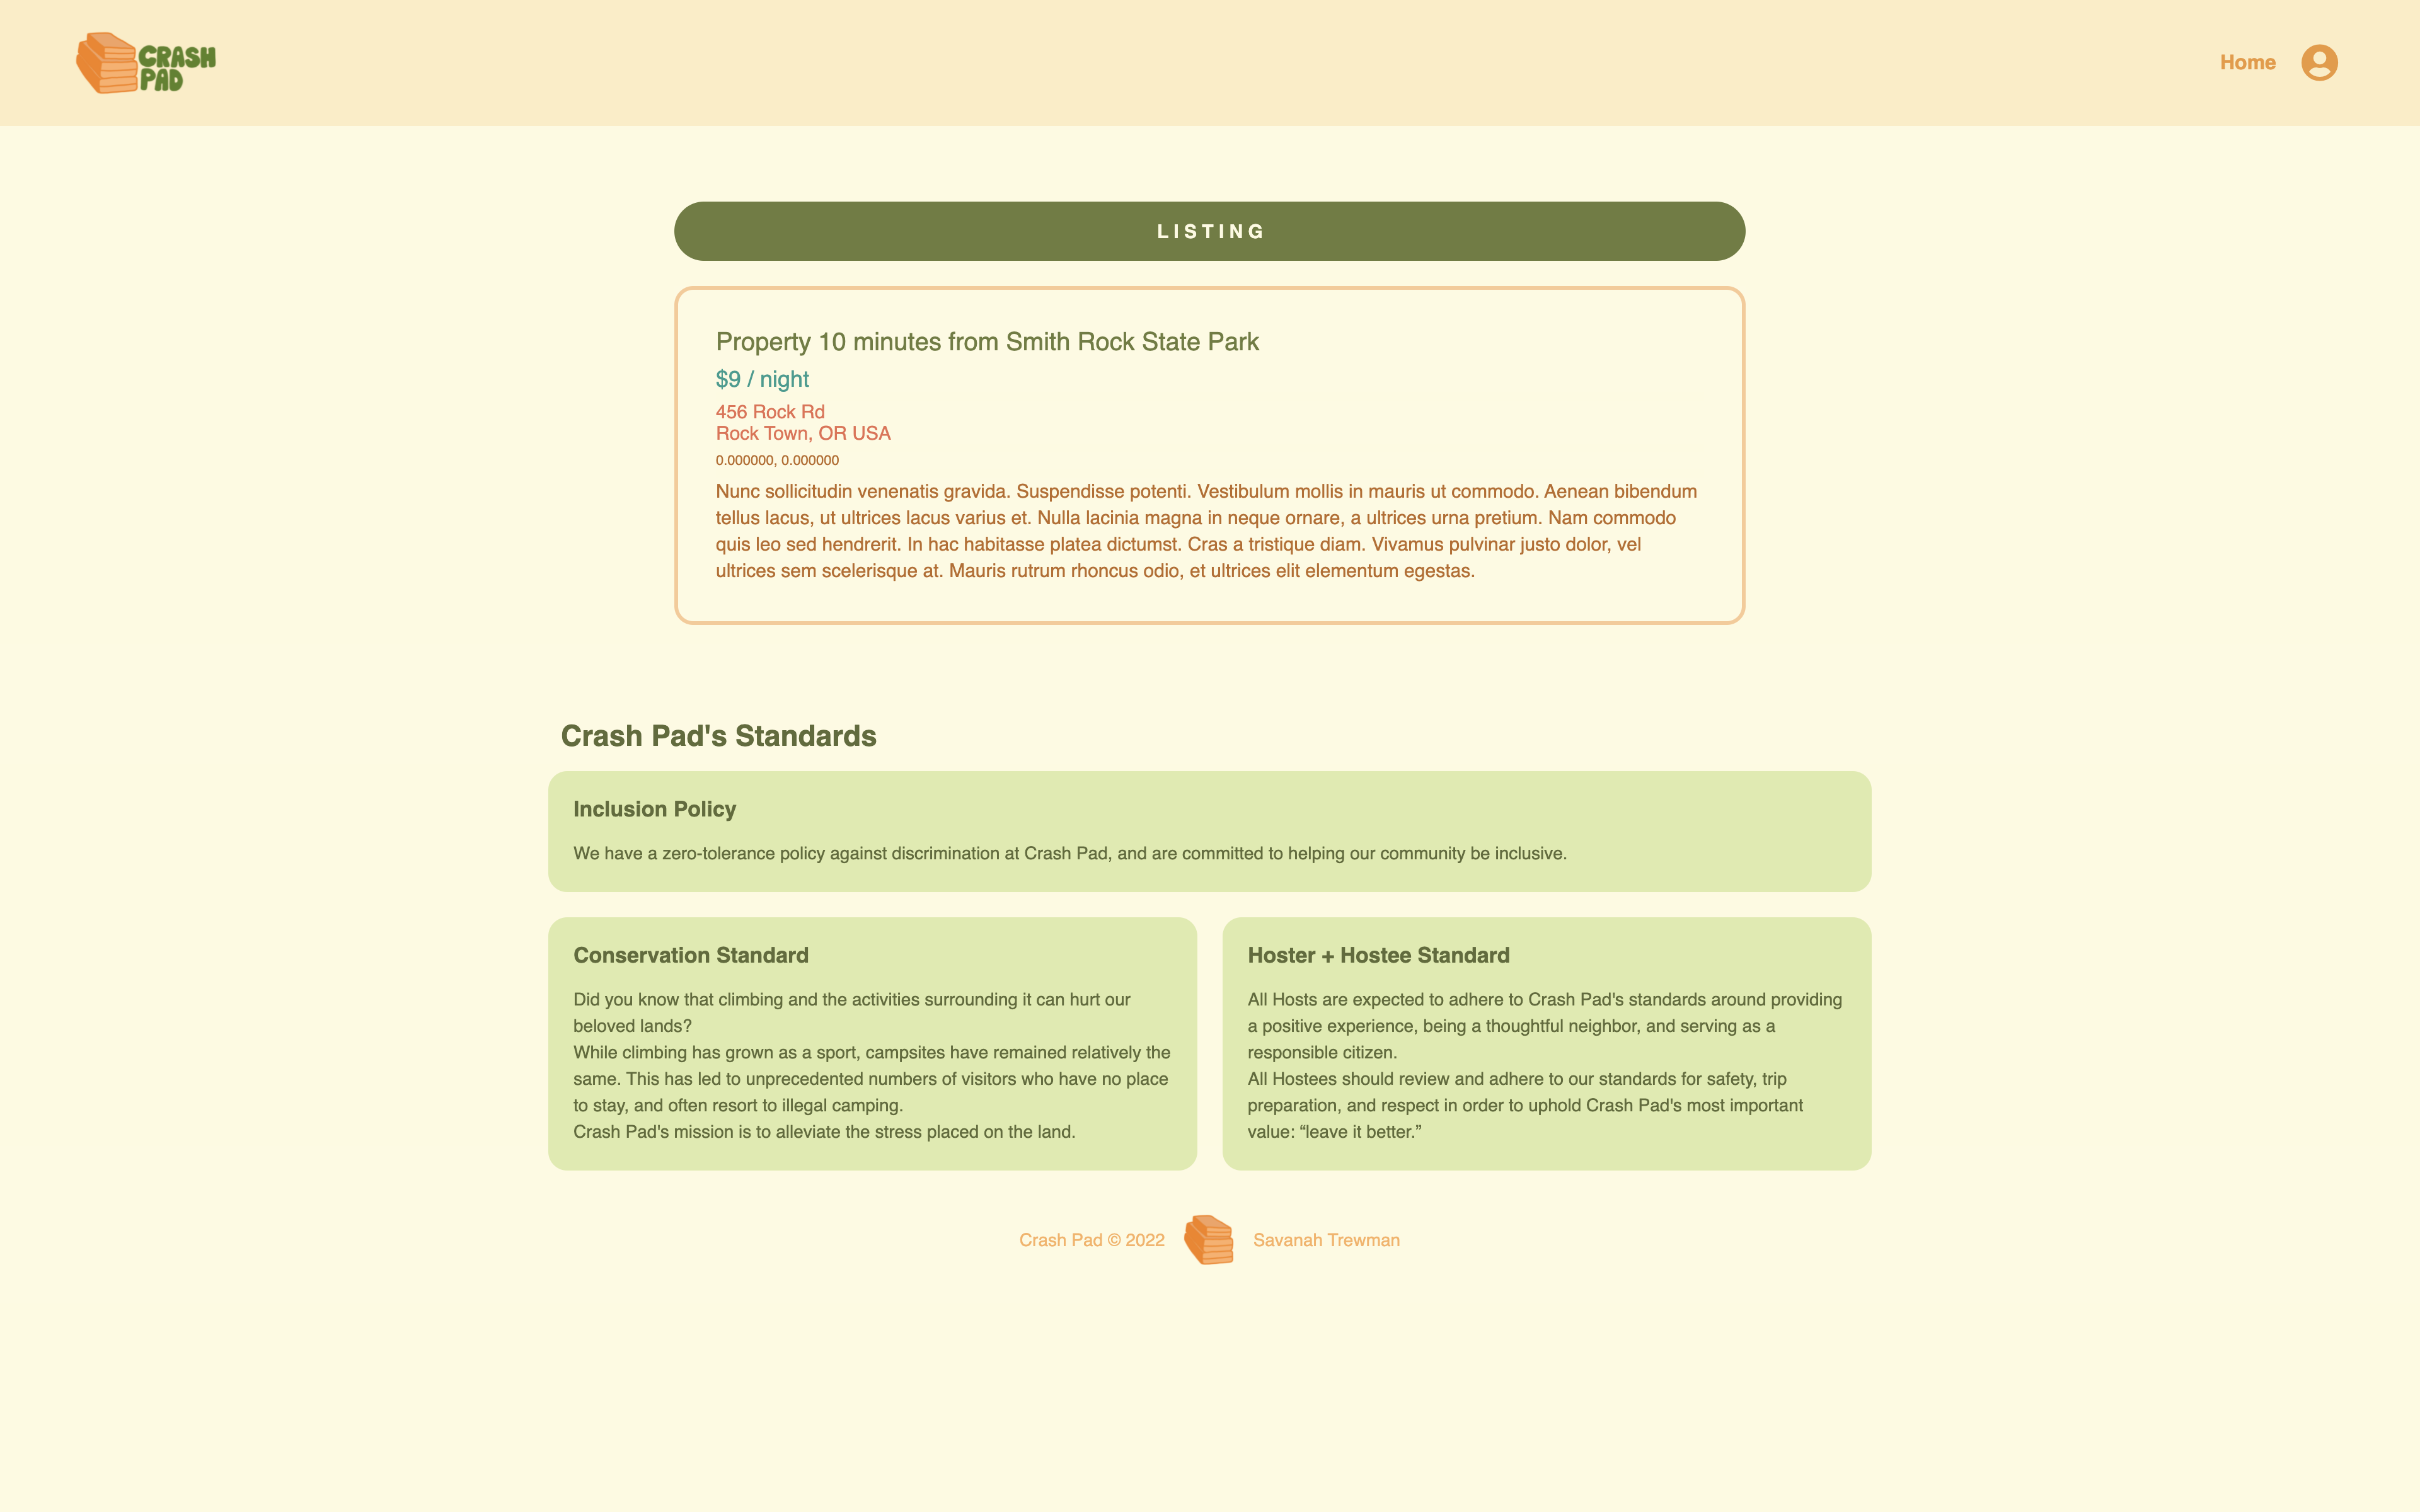 CRASH
PAD
Home
LISTING
Property 10 minutes from Smith Rock State Park
$9 / night
456 Rock Rd
Rock Town, OR USA
0.000000, 0.000000
Nunc sollicitudin venenatis gravida. Suspendisse potenti. Vestibulum mollis in mauris ut commodo. Aenean bibendum
tellus lacus, ut ultrices lacus varius et. Nulla lacinia magna in neque ornare, a ultrices urna pretium. Nam commodo
quis leo sed hendrerit. In hac habitasse platea dictumst. Cras a tristique diam. Vivamus pulvinar justo dolor, vel
ultrices sem scelerisque at. Mauris rutrum rhoncus odio, et ultrices elit elementum egestas.
Crash Pad's Standards
Inclusion Policy
We have a zero-tolerance policy against discrimination at Crash Pad, and are committed to helping our community be inclusive.
Conservation Standard
Did you know that climbing and the activities surrounding it can hurt our
beloved lands?
While climbing has grown as a sport, campsites have remained relatively the
same. This has led to unprecedented numbers of visitors who have no place
to stay, and often resort to illegal camping.
Crash Pad's mission is to alleviate the stress placed on the land.
Hoster + Hostee Standard
All Hosts are expected to adhere to Crash Pad's standards around providing
a positive experience, being a thoughtful neighbor, and serving as a
responsible citizen.
All Hostees should review and adhere to our standards for safety, trip
preparation, and respect in order to uphold Crash Pad's most important
value: “leave it better.”
Crash Pad © 2022
Savanah Trewman